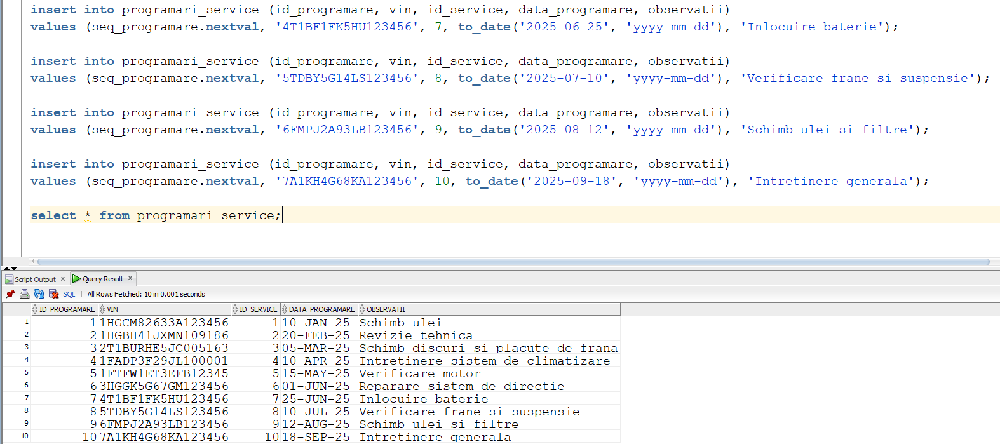 insert into programari_service (id_programare, vin, id_service, data_programare, observatii)
values (seq_programare.nextval, '4T1BF1FK5HU123456', 7, to_date('2025-06-25', 'yyyy-mm-dd'), 'Inlocuire baterie');
insert into programari_service (id_programare, vin, id_service, data_programare, observatii)
values (seq_programare.nextval, '5TDBY5G14LS123456', 8, to_date('2025-07-10', 'yyyy-mm-dd'), 'Verificare frane si suspensie');
insert into programari_service (id_programare, vin, id_service, data_programare, observatii)
values (seq_programare.nextval, '6FMPJ2A93LB123456', 9, to_date('2025-08-12', 'yyyy-mm-dd'), 'Schimb ulei si filtre');
insert into programari_service (id_programare, vin, id_service, data_programare, observatii)
values (seq_programare.nextval, '7A1KH4G68KA123456', 10, to_date('2025-09-18', 'yyyy-mm-dd'), 'Intretinere generala');
select * from programari_service;
Script Output x Query Result x
SQL | All Rows Fetched: 10 in 0.001 seconds
ID_PROGRAMARE VIN ID_SERVICE DATA_PROGRAMARE OBSERVATII
1 1 1HGCM82633A123456 1 10-JAN-25 Schimb ulei
2 2 1HGBH41JXMN109186 2 20-FEB-25 Revizie tehnica
3 3 2T1BURHE5JC005163 3 05-MAR-25 Schimb discuri si placute de frana
4 4 1FADP3F29JL100001 4 10-APR-25 Intretinere sistem de climatizare
5 5 1FTFW1ET3EFB12345 5 15-MAY-25 Verificare motor
6 6 3HGGK5G67GM123456 6 01-JUN-25 Reparare sistem de directie
7 7 4T1BF1FK5HU123456 7 25-JUN-25 Inlocuire baterie
8 8 5TDBY5G14LS123456 8 10-JUL-25 Verificare frane si suspensie
9 9 6FMPJ2A93LB123456 9 12-AUG-25 Schimb ulei si filtre
10 10 7A1KH4G68KA123456 10 18-SEP-25 Intretinere generala